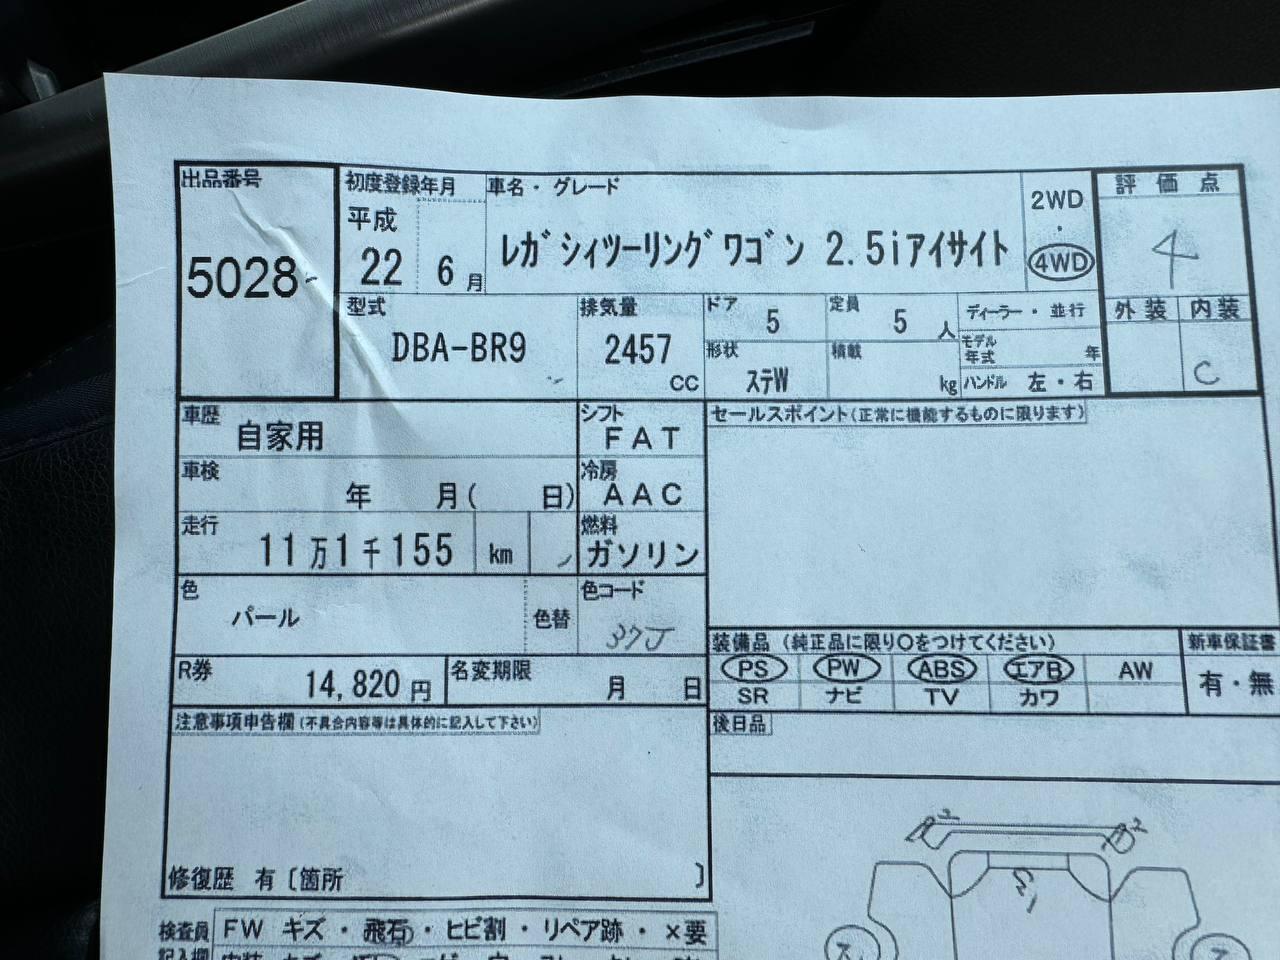 出品番号
5028
初度登録年月
平成
22 6月
車名・グレード
レガシィツーリングワゴン 2.5iアイサイト
2WD
・
4WD
評価点
4
外装 内装
C
型式
DBA-BR9
排気量
2457
CC
ドア
5
定員
5 人
形状
ステW
積載
kg
ディーラー・並行
モデル
年式 年
ハンドル 左・右
車歴
自家用
シフト
FAT
車検
年 月( 日)
冷房
AAC
走行
11万1千155 km
燃料
ガソリン
色
パール
色替
色コード
37J
R券
14,820円
名変期限
月 日
セールスポイント(正常に機能するものに限ります)
装備品 (純正品に限り○をつけてください)
PS PW ABS エアB AW
SR ナビ TV カワ
新車保証書
有・無
注意事項申告欄(不具合内容等は具体的に記入して下さい)
後日品
修復歴 有〔箇所 〕
検査員
記入欄
FW キズ・飛石・ヒビ割・リペア跡・×要